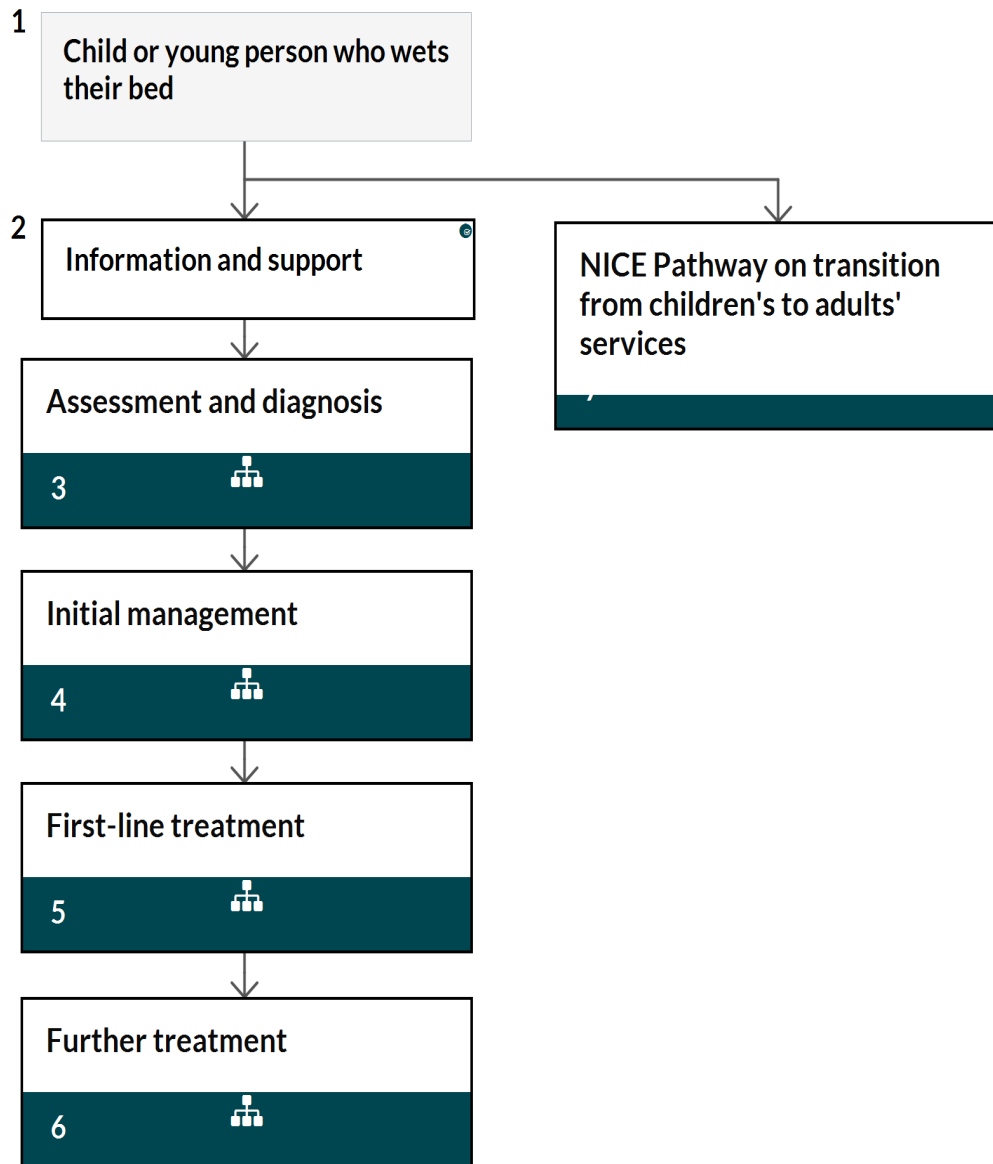 1
Child or young person who wets
their bed
2
Information and support
NICE Pathway on transition
from children's to adults'
services
Assessment and diagnosis
3
Initial management
4
First-line treatment
5
Further treatment
6